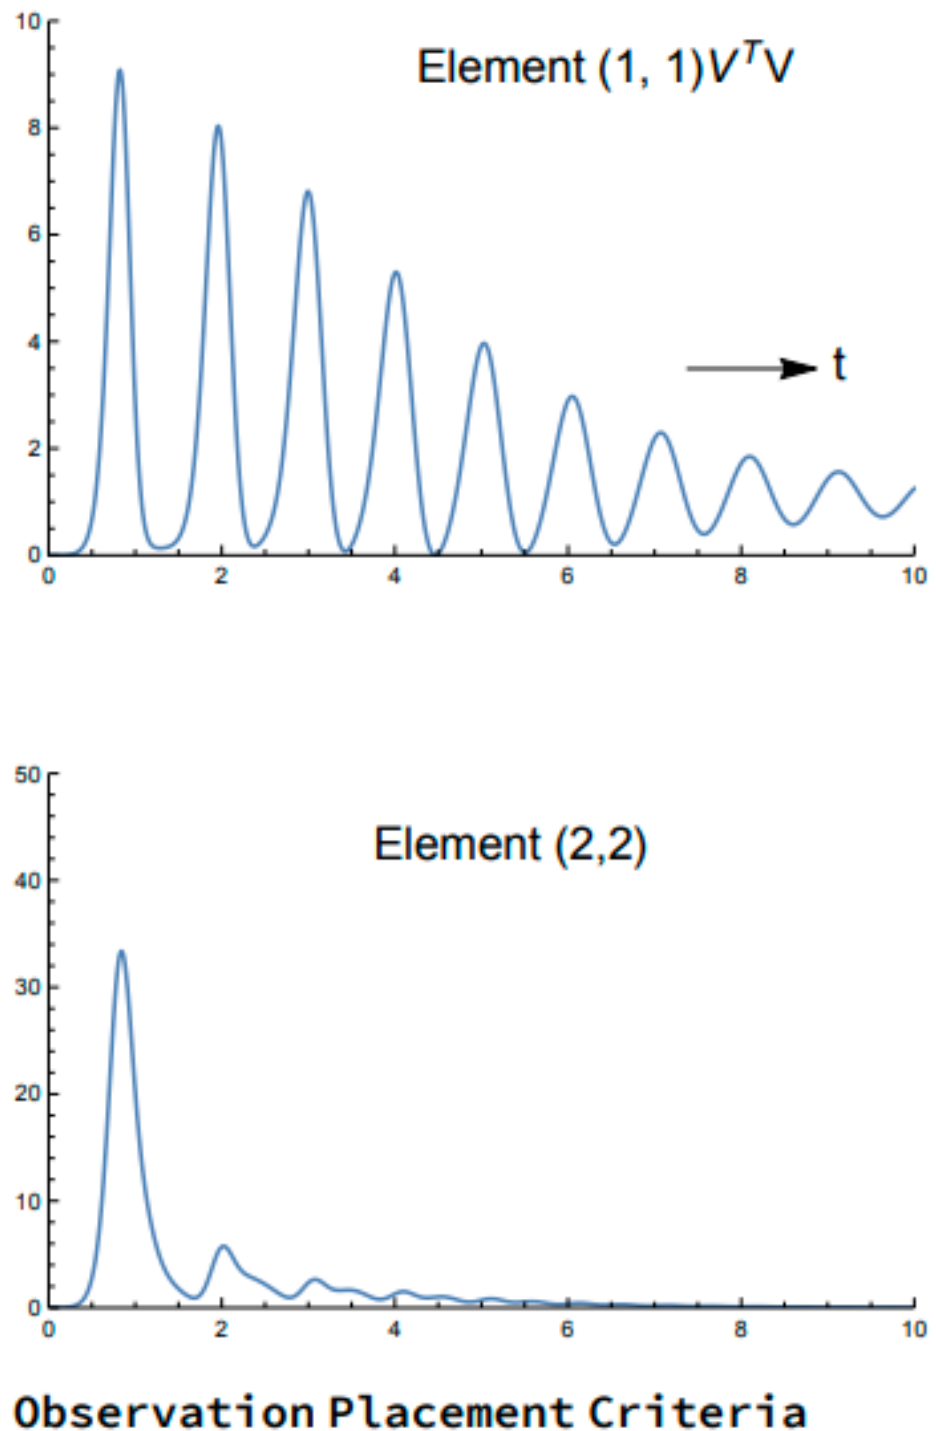 10
Element (1, 1)VᵀV
8
6
4
t
2
0
0 2 4 6 8 10
50
Element (2,2)
40
30
20
10
0
0 2 4 6 8 10
Observation Placement Criteria